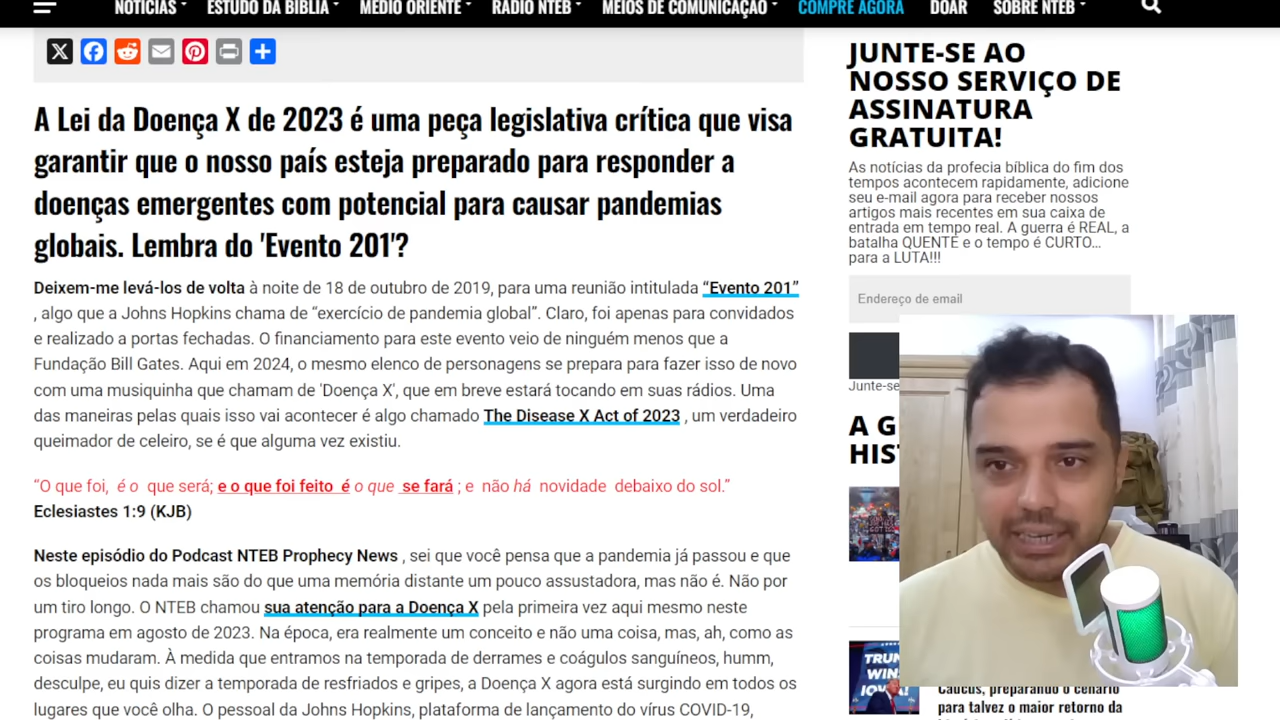 NOTÍCIAS ESTUDO DA BÍBLIA MÉDIO ORIENTE RÁDIO NTEB MEIOS DE COMUNICAÇÃO COMPRE AGORA DOAR SOBRE NTEB
A Lei da Doença X de 2023 é uma peça legislativa crítica que visa
garantir que o nosso país esteja preparado para responder a
doenças emergentes com potencial para causar pandemias
globais. Lembra do 'Evento 201'?
Deixem-me levá-los de volta à noite de 18 de outubro de 2019, para uma reunião intitulada “Evento 201”
, algo que a Johns Hopkins chama de “exercício de pandemia global”. Claro, foi apenas para convidados
e realizado a portas fechadas. O financiamento para este evento veio de ninguém menos que a
Fundação Bill Gates. Aqui em 2024, o mesmo elenco de personagens se prepara para fazer isso de novo
com uma musiquinha que chamam de 'Doença X', que em breve estará tocando em suas rádios. Uma
das maneiras pelas quais isso vai acontecer é algo chamado The Disease X Act of 2023 , um verdadeiro
queimador de celeiro, se é que alguma vez existiu.
“O que foi, é o que será; e o que foi feito é o que se fará ; e não há novidade debaixo do sol.”
Eclesiastes 1:9 (KJB)
Neste episódio do Podcast NTEB Prophecy News , sei que você pensa que a pandemia já passou e que
os bloqueios nada mais são do que uma memória distante um pouco assustadora, mas não é. Não por
um tiro longo. O NTEB chamou sua atenção para a Doença X pela primeira vez aqui mesmo neste
programa em agosto de 2023. Na época, era realmente um conceito e não uma coisa, mas, ah, como as
coisas mudaram. À medida que entramos na temporada de derrames e coágulos sanguíneos, humm,
desculpe, eu quis dizer a temporada de resfriados e gripes, a Doença X agora está surgindo em todos os
lugares que você olha. O pessoal da Johns Hopkins, plataforma de lançamento do vírus COVID-19,
JUNTE-SE AO
NOSSO SERVIÇO DE
ASSINATURA
GRATUITA!
As notícias da profecia bíblica do fim dos
tempos acontecem rapidamente, adicione
seu e-mail agora para receber nossos
artigos mais recentes em sua caixa de
entrada em tempo real. A guerra é REAL, a
batalha QUENTE e o tempo é CURTO...
para a LUTA!!!
Endereço de email
Junte-se
A G
HIS
TRUM
WIN
IOWA!
Caucus, preparando o cenário
para talvez o maior retorno da